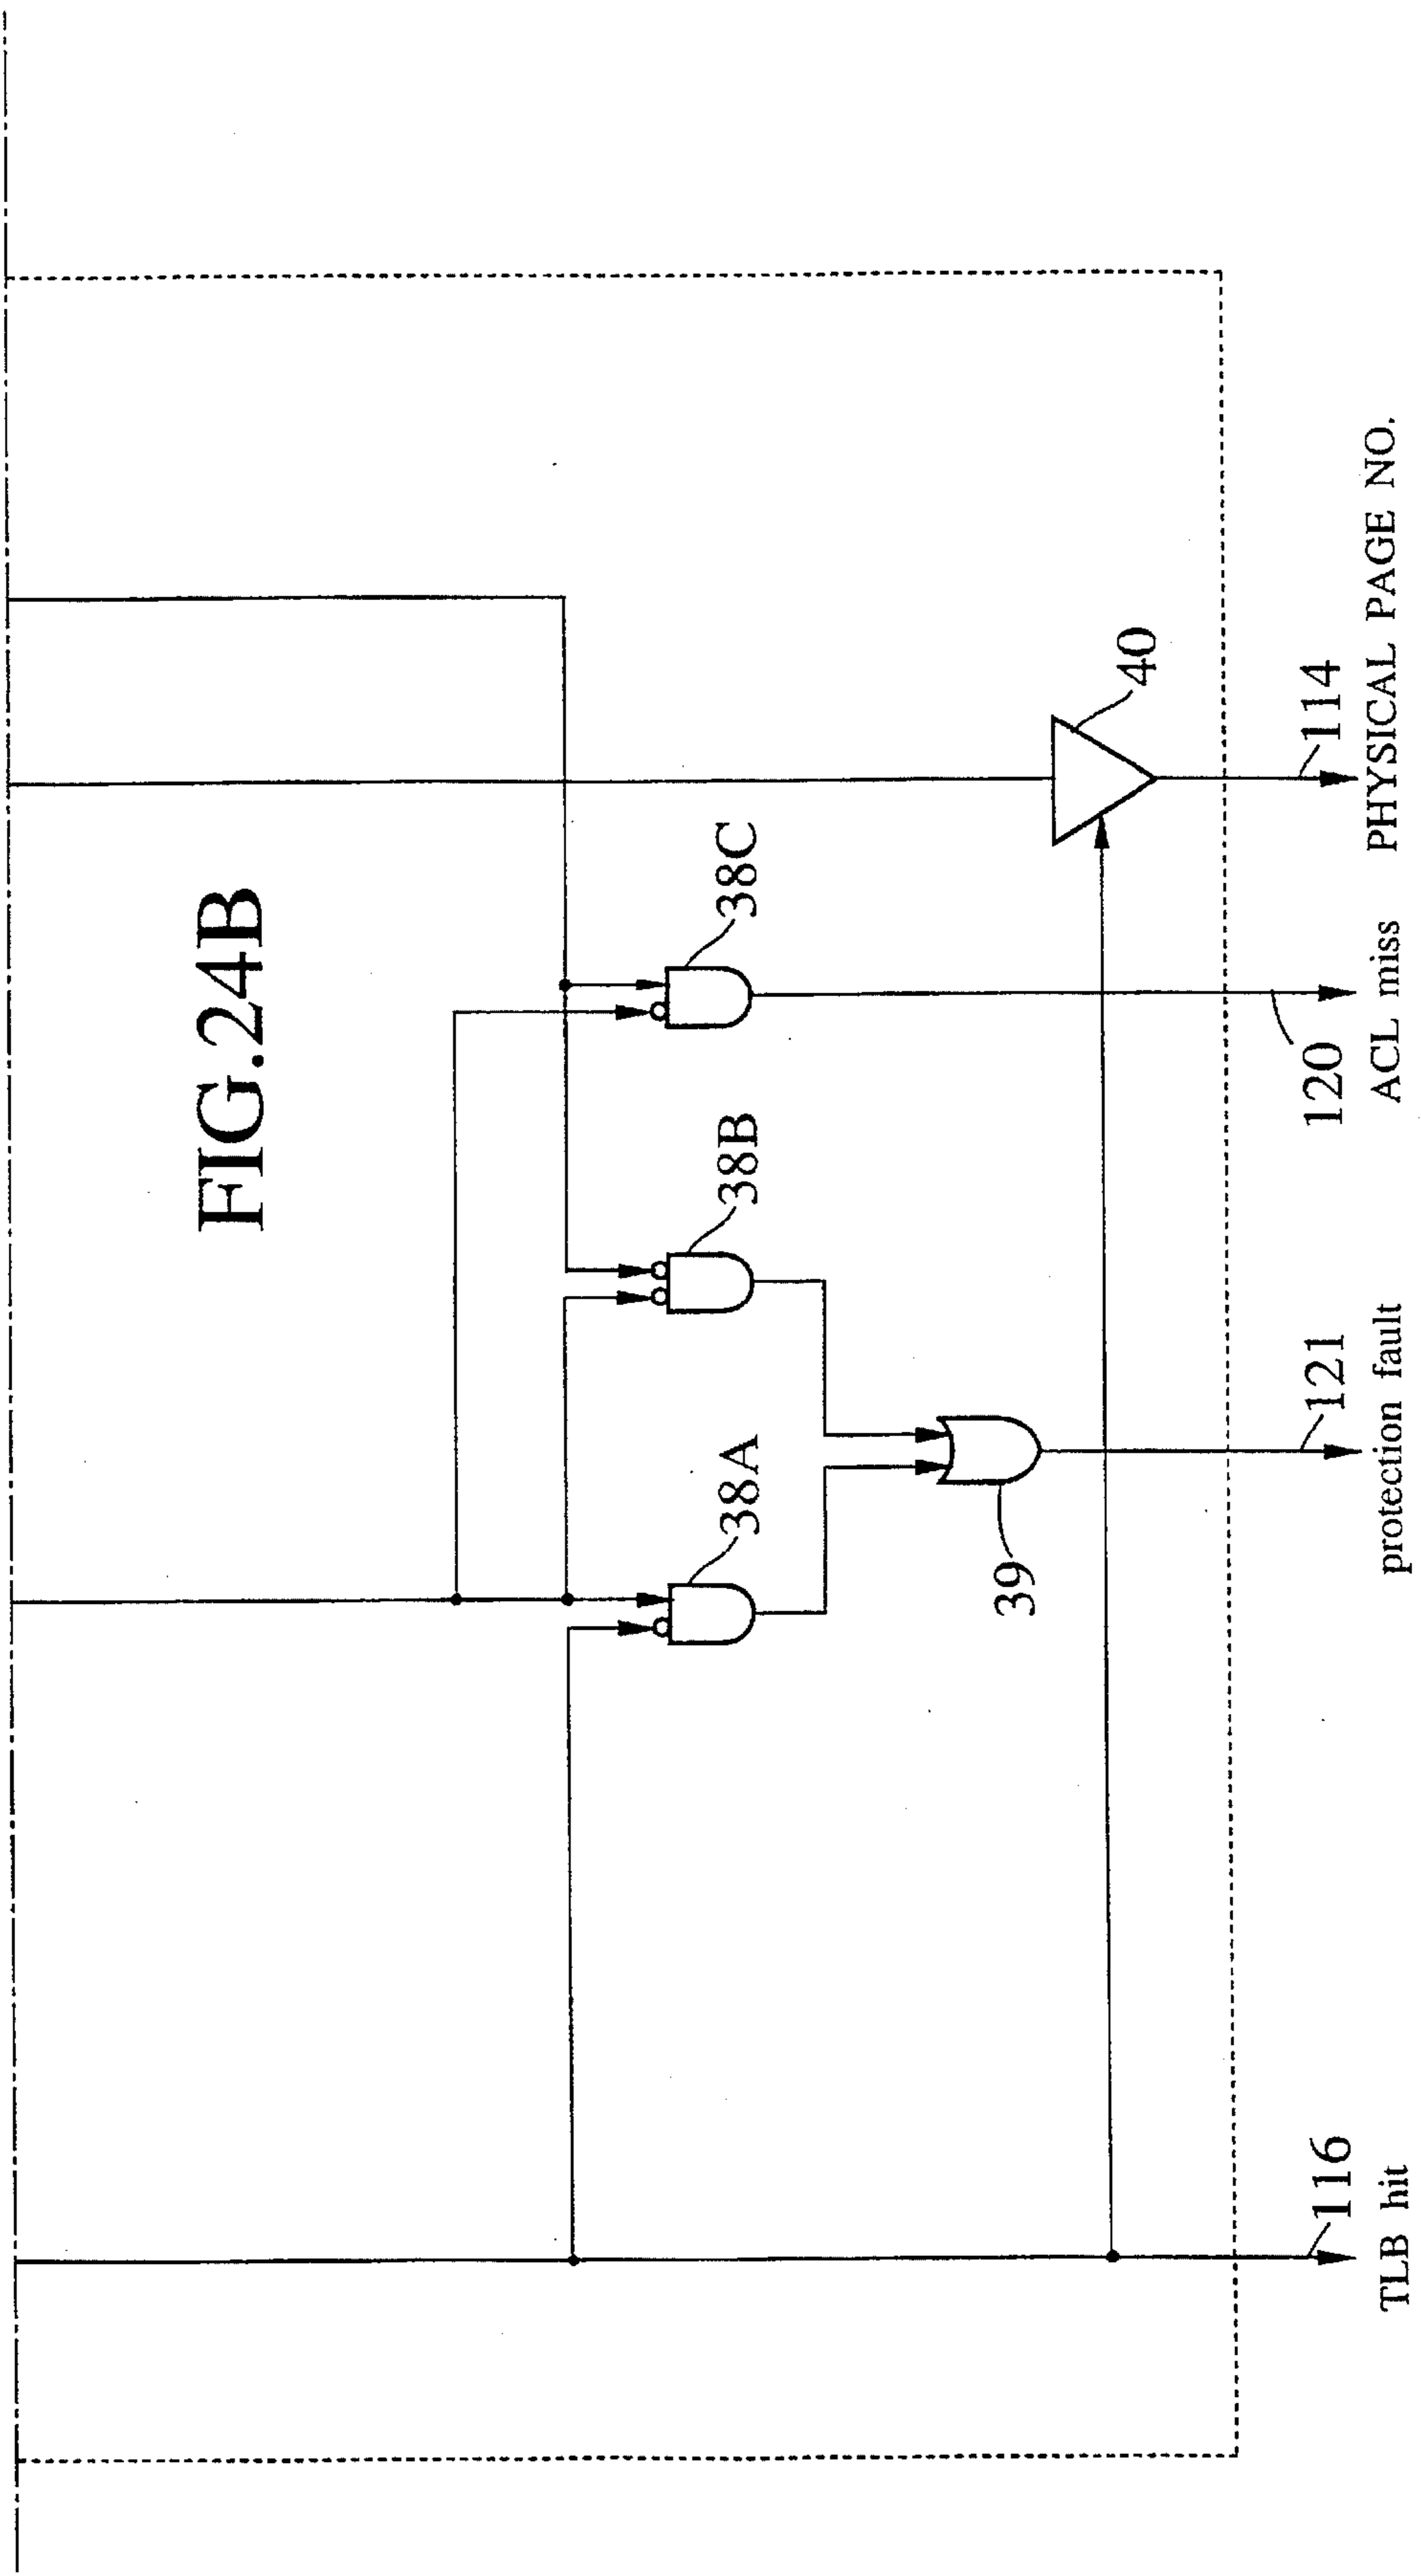 FIG.24B
38A
38B
38C
39
40
116
TLB hit
121
protection fault
120
ACL miss
114
PHYSICAL PAGE NO.